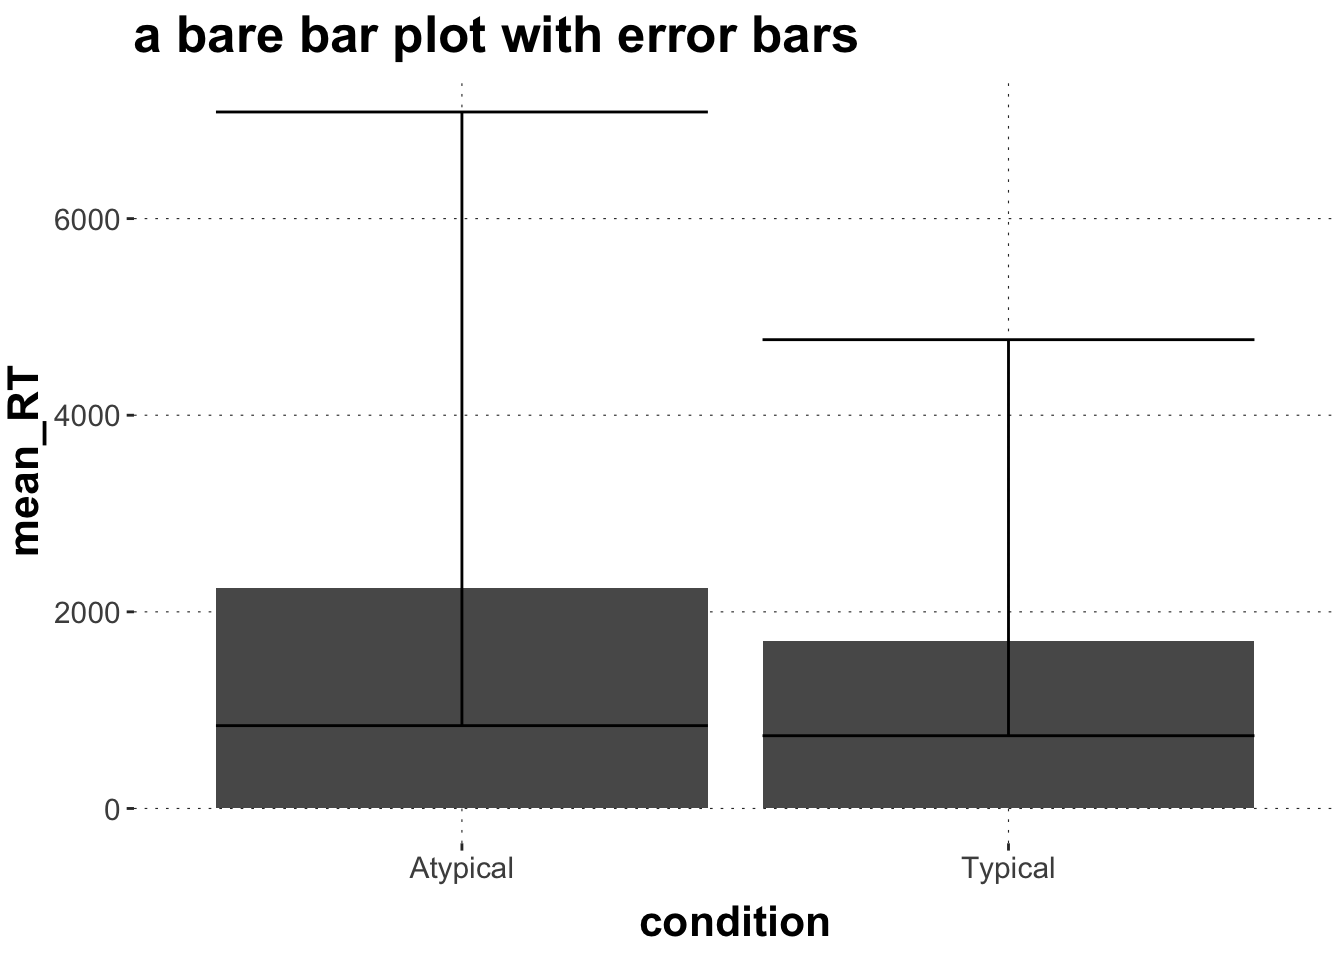 a bare bar plot with error bars
mean_RT
6000
4000
2000
0
Atypical
Typical
condition